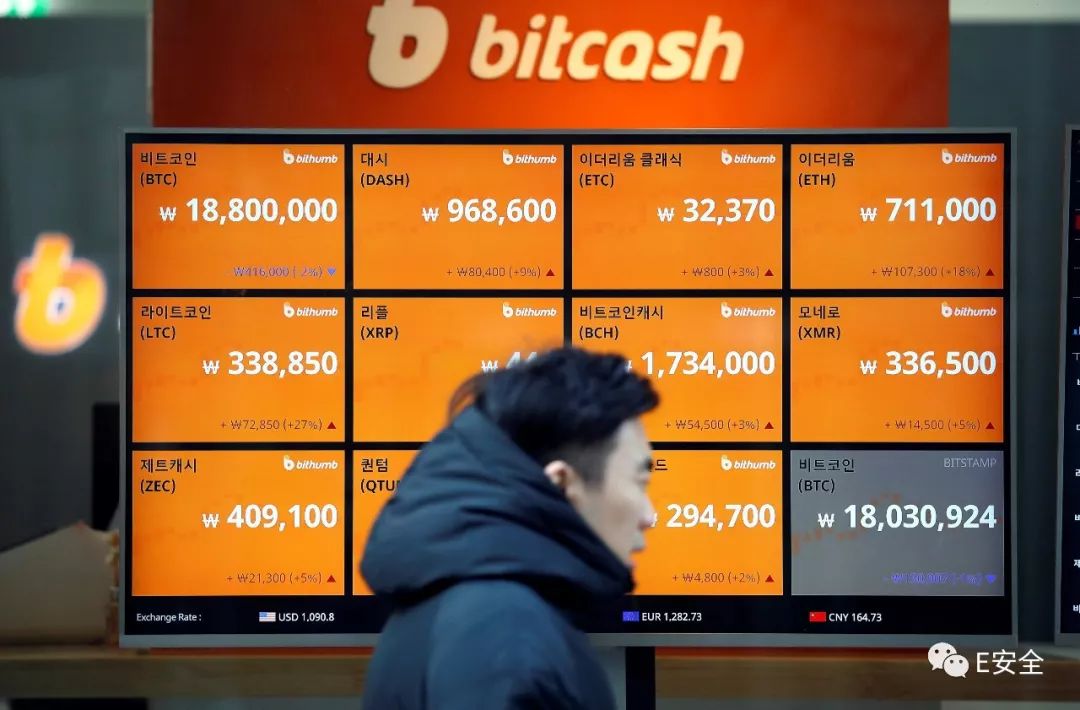 bitcash
비트코인
(BTC)
bithumb
₩ 18,800,000
- ₩416,000 (-2%) ▼
대시
(DASH)
bithumb
₩ 968,600
+ ₩80,400 (+9%) ▲
이더리움 클래식
(ETC)
bithumb
₩ 32,370
+ ₩800 (+3%) ▲
이더리움
(ETH)
bithumb
₩ 711,000
+ ₩107,300 (+18%) ▲
라이트코인
(LTC)
bithumb
₩ 338,850
+ ₩72,850 (+27%) ▲
리플
(XRP)
bithumb
₩ 44
비트코인캐시
(BCH)
bithumb
1,734,000
+ ₩54,500 (+3%) ▲
모네로
(XMR)
bithumb
₩ 336,500
+ ₩14,500 (+5%) ▲
제트캐시
(ZEC)
bithumb
₩ 409,100
+ ₩21,300 (+5%) ▲
퀀텀
(QTU
드
bithumb
294,700
+ ₩4,800 (+2%) ▲
비트코인
(BTC)
BITSTAMP
₩ 18,030,924
Exchange Rate :
USD 1,090.8
EUR 1,282.73
CNY 164.73
E安全